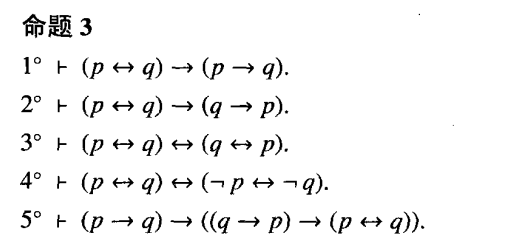 命题 3
1° ⊢ (p ↔ q) → (p → q).
2° ⊢ (p ↔ q) → (q → p).
3° ⊢ (p ↔ q) ↔ (q ↔ p).
4° ⊢ (p ↔ q) ↔ (¬ p ↔ ¬ q).
5° ⊢ (p → q) → ((q → p) → (p ↔ q)).